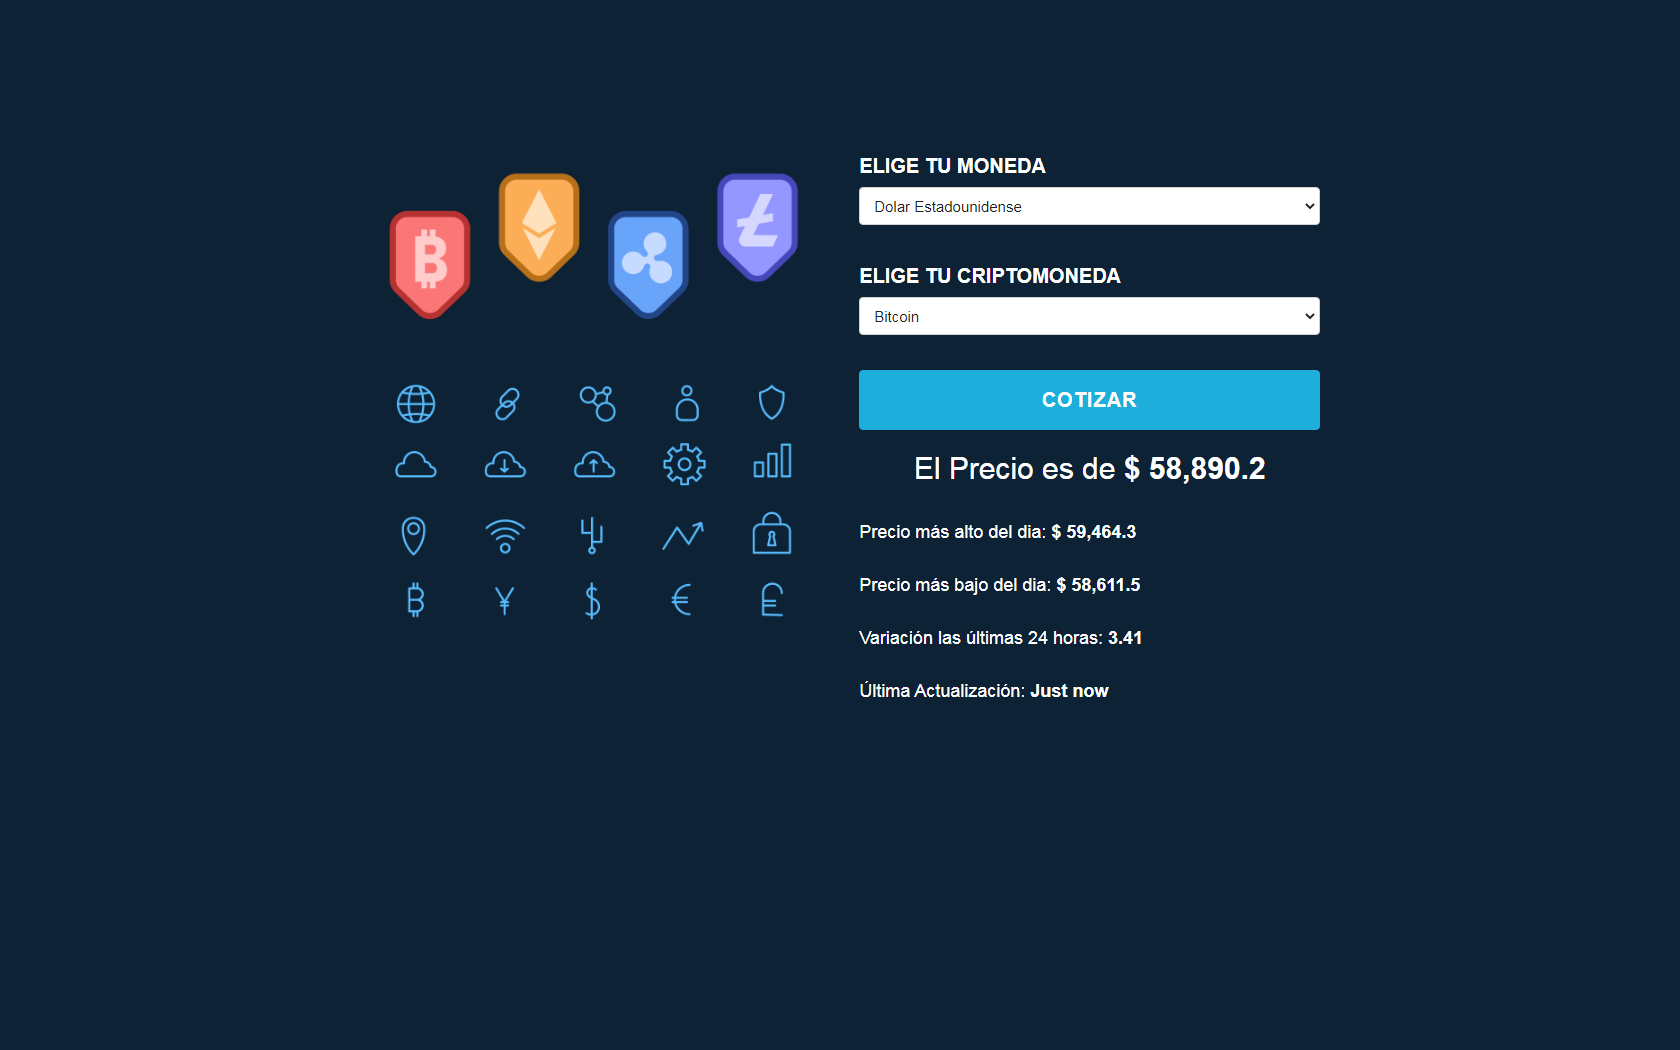 ELIGE TU MONEDA
Dolar Estadounidense
ELIGE TU CRIPTOMONEDA
Bitcoin
COTIZAR
El Precio es de $ 58,890.2
Precio más alto del dia: $ 59,464.3
Precio más bajo del dia: $ 58,611.5
Variación las últimas 24 horas: 3.41
Última Actualización: Just now